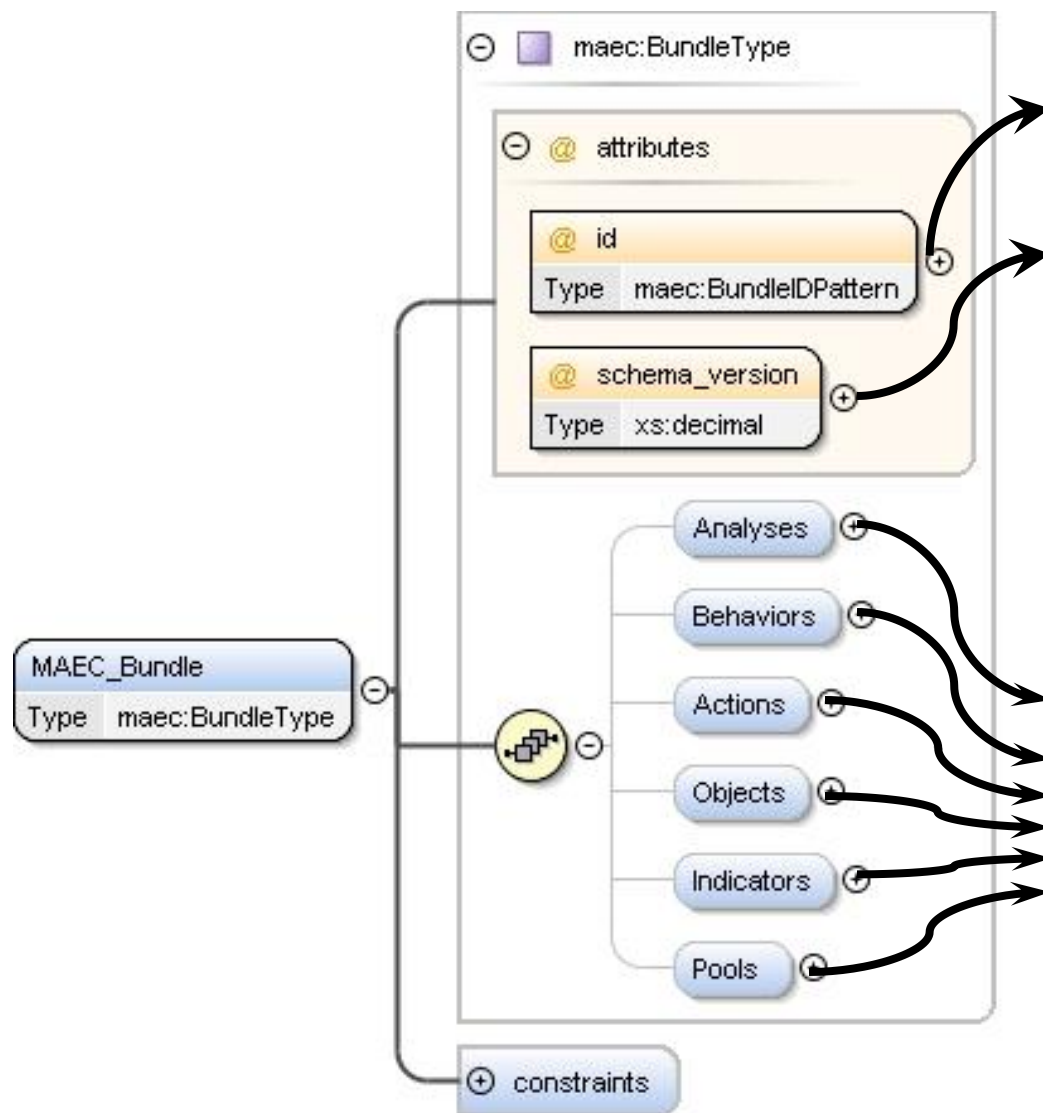 maec:BundleType
@ attributes
@ id
Type maec:BundleIDPattern
@ schema_version
Type xs:decimal
Analyses
Behaviors
MAEC_Bundle
Type maec:BundleType
Actions
Objects
Indicators
Pools
constraints